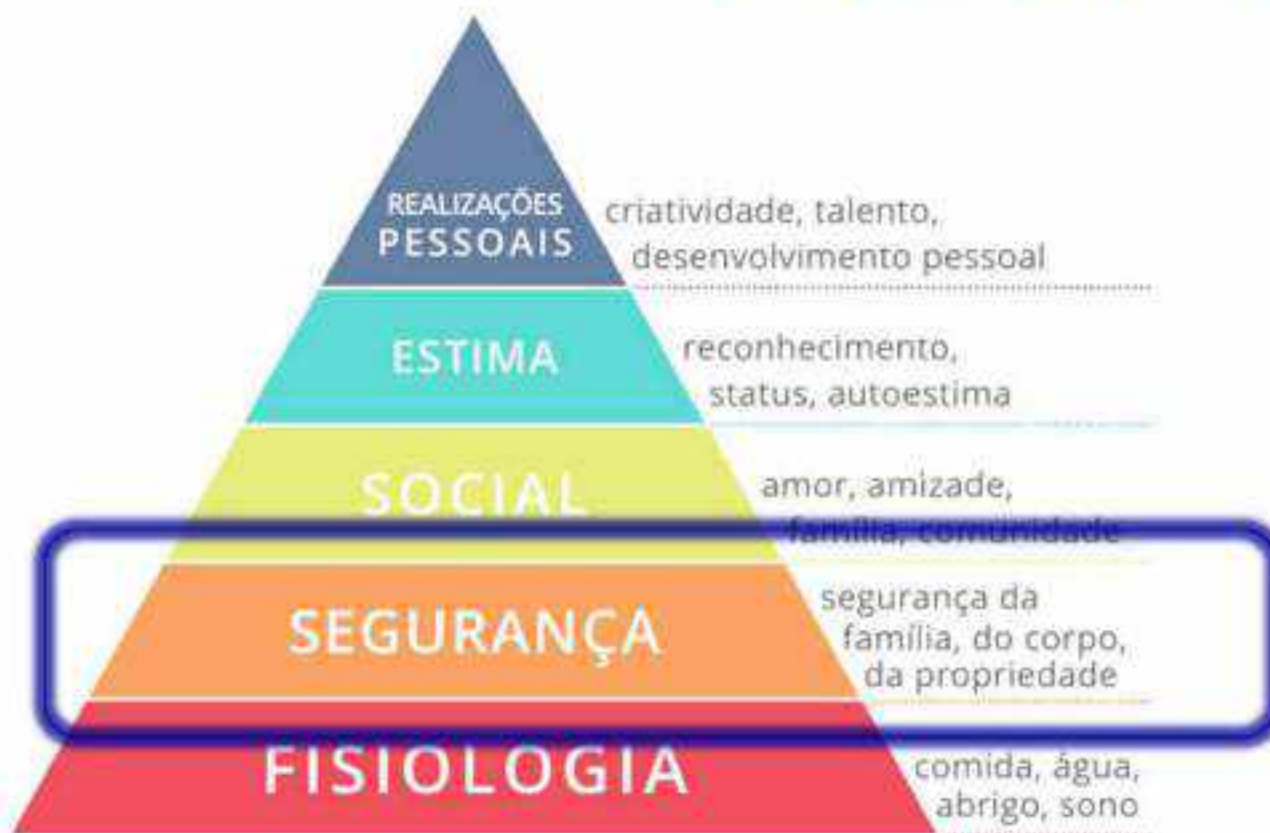 REALIZAÇÕES
PESSOAIS
criatividade, talento,
desenvolvimento pessoal
ESTIMA
reconhecimento,
status, autoestima
SOCIAL
amor, amizade,
família, comunidade
SEGURANÇA
segurança da
família, do corpo,
da propriedade
FISIOLOGIA
comida, água,
abrigo, sono